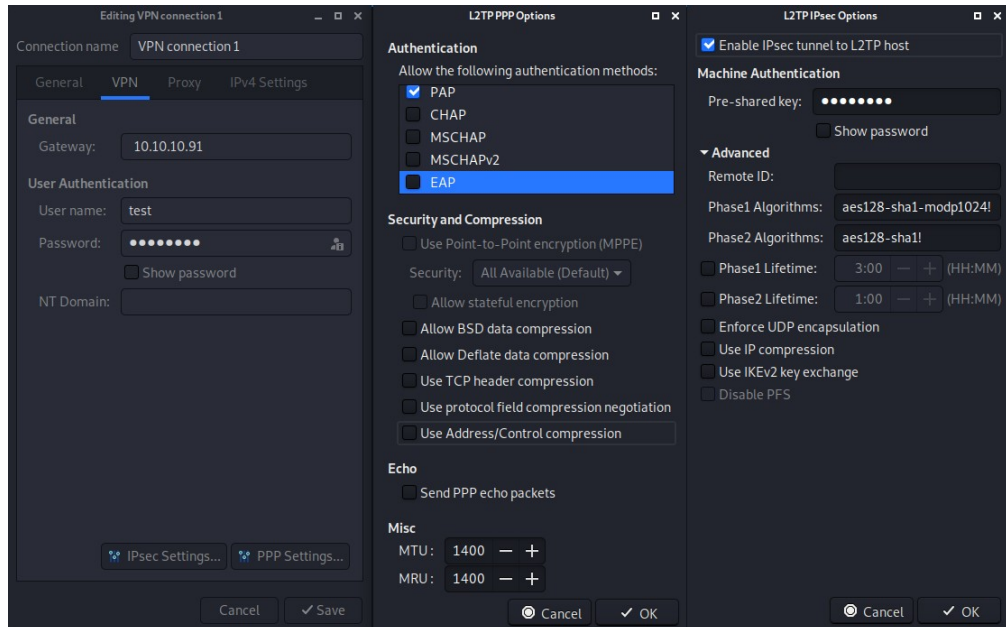 Editing VPN connection 1
Connection name VPN connection 1
General VPN Proxy IPv4 Settings
General
Gateway: 10.10.10.91
User Authentication
User name: test
Password: ●●●●●●●●
Show password
NT Domain:
IPsec Settings... PPP Settings...
Cancel Save
L2TP PPP Options
Authentication
Allow the following authentication methods:
PAP
CHAP
MSCHAP
MSCHAPv2
EAP
Security and Compression
Use Point-to-Point encryption (MPPE)
Security: All Available (Default)
Allow stateful encryption
Allow BSD data compression
Allow Deflate data compression
Use TCP header compression
Use protocol field compression negotiation
Use Address/Control compression
Echo
Send PPP echo packets
Misc
MTU: 1400 — +
MRU: 1400 — +
Cancel OK
L2TP IPsec Options
Enable IPsec tunnel to L2TP host
Machine Authentication
Pre-shared key: ●●●●●●●●
Show password
Advanced
Remote ID:
Phase1 Algorithms: aes128-sha1-modp1024!
Phase2 Algorithms: aes128-sha1!
Phase1 Lifetime: 3:00 — + (HH:MM)
Phase2 Lifetime: 1:00 — + (HH:MM)
Enforce UDP encapsulation
Use IP compression
Use IKEv2 key exchange
Disable PFS
Cancel OK